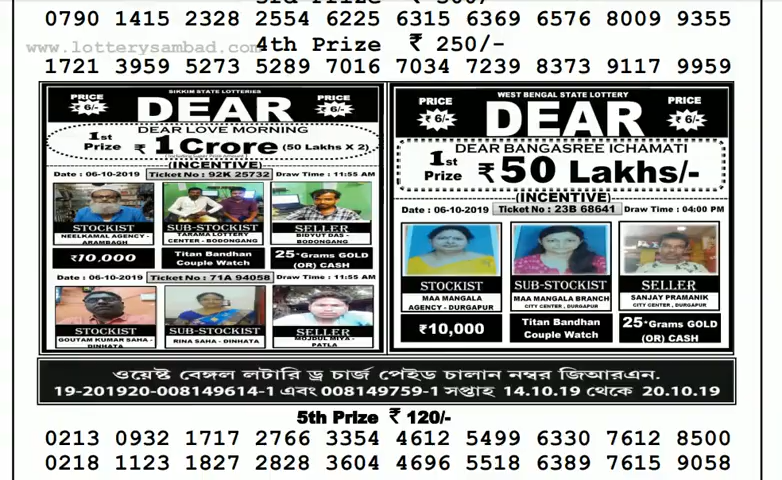 3rd Prize ₹ 500/-
0790 1415 2328 2554 6225 6315 6369 6576 8009 9355
www.lotterysambad.com
4th Prize ₹ 250/-
1721 3959 5273 5289 7016 7034 7239 8373 9117 9959
SIKKIM STATE LOTTERIES
PRICE ₹ 6/- DEAR PRICE ₹ 6/-
DEAR LOVE MORNING
1st Prize ₹ 1 Crore (50 Lakhs X 2)
(INCENTIVE)
Date : 06-10-2019 Ticket No : 92K 25732 Draw Time : 11:55 AM
STOCKIST SUB-STOCKIST SELLER
NEELKAMAL AGENCY - ARAMBAGH
TARAMA LOTTERY CENTER - BODONGANG
BIDYUT DAS - BODONGANG
₹10,000
Titan Bandhan Couple Watch
25* Grams GOLD (OR) CASH
Date : 06-10-2019 Ticket No : 71A 94058 Draw Time : 11:55 AM
STOCKIST SUB-STOCKIST SELLER
GOUTAM KUMAR SAHA - DINHATA
RINA SAHA - DINHATA
MOJDUL MIYA - PATLA
WEST BENGAL STATE LOTTERY
PRICE ₹ 6/- DEAR PRICE ₹ 6/-
DEAR BANGASREE ICHAMATI
1st Prize ₹ 50 Lakhs/-
(INCENTIVE)
Date : 06-10-2019 Ticket No : 23B 68641 Draw Time : 04:00 PM
STOCKIST SUB-STOCKIST SELLER
MAA MANGALA AGENCY - DURGAPUR
MAA MANGALA BRANCH CITY CENTER, DURGAPUR
SANJAY PRAMANIK CITY CENTER, DURGAPUR
₹10,000
Titan Bandhan Couple Watch
25* Grams GOLD (OR) CASH
ওয়েষ্ট বেঙ্গল লটারি ড্র চার্জ পেইড চালান নম্বর জিআরএন.
19-201920-008149614-1 এবং 008149759-1 সপ্তাহ 14.10.19 থেকে 20.10.19
5th Prize ₹ 120/-
0213 0932 1717 2766 3354 4612 5499 6330 7612 8500
0218 1123 1827 2828 3604 4696 5518 6389 7615 9058